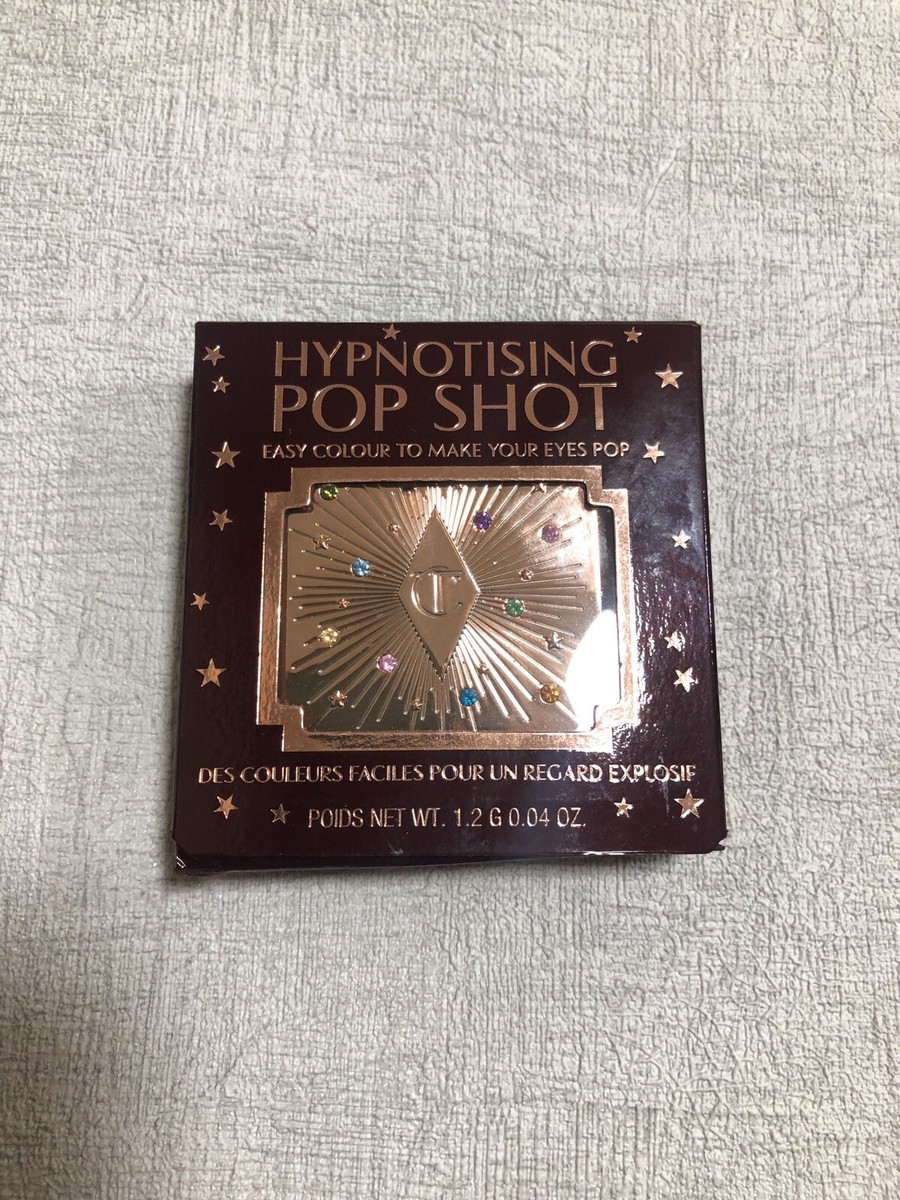 HYPNOTISING
POP SHOT
EASY COLOUR TO MAKE YOUR EYES POP
CT
DES COULEURS FACILES POUR UN REGARD EXPLOSIF
POIDS NET WT. 1.2 G 0.04 OZ.